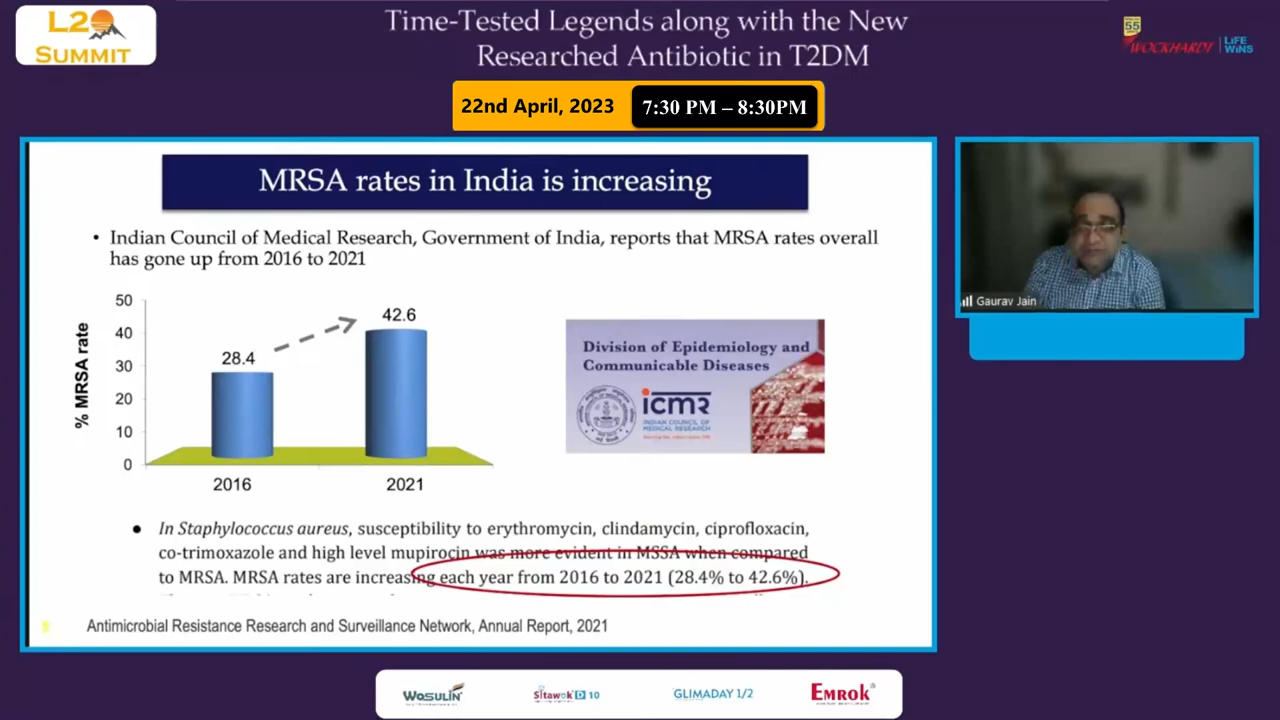 L2O
SUMMIT
Time-Tested Legends along with the New
Researched Antibiotic in T2DM
55
WOCKHARDT
LiFE
WiNS
22nd April, 2023
7:30 PM – 8:30PM
MRSA rates in India is increasing
• Indian Council of Medical Research, Government of India, reports that MRSA rates overall
has gone up from 2016 to 2021
% MRSA rate
50
40
30
20
10
0
28.4
42.6
2016
2021
Division of Epidemiology and
Communicable Diseases
icmr
INDIAN COUNCIL OF
MEDICAL RESEARCH
Gaurav Jain
• In Staphylococcus aureus, susceptibility to erythromycin, clindamycin, ciprofloxacin,
co-trimoxazole and high level mupirocin was more evident in MSSA when compared
to MRSA. MRSA rates are increasing each year from 2016 to 2021 (28.4% to 42.6%).
Antimicrobial Resistance Research and Surveillance Network, Annual Report, 2021
WOSULIN
Sitawok D 10
GLIMADAY 1/2
EMROK